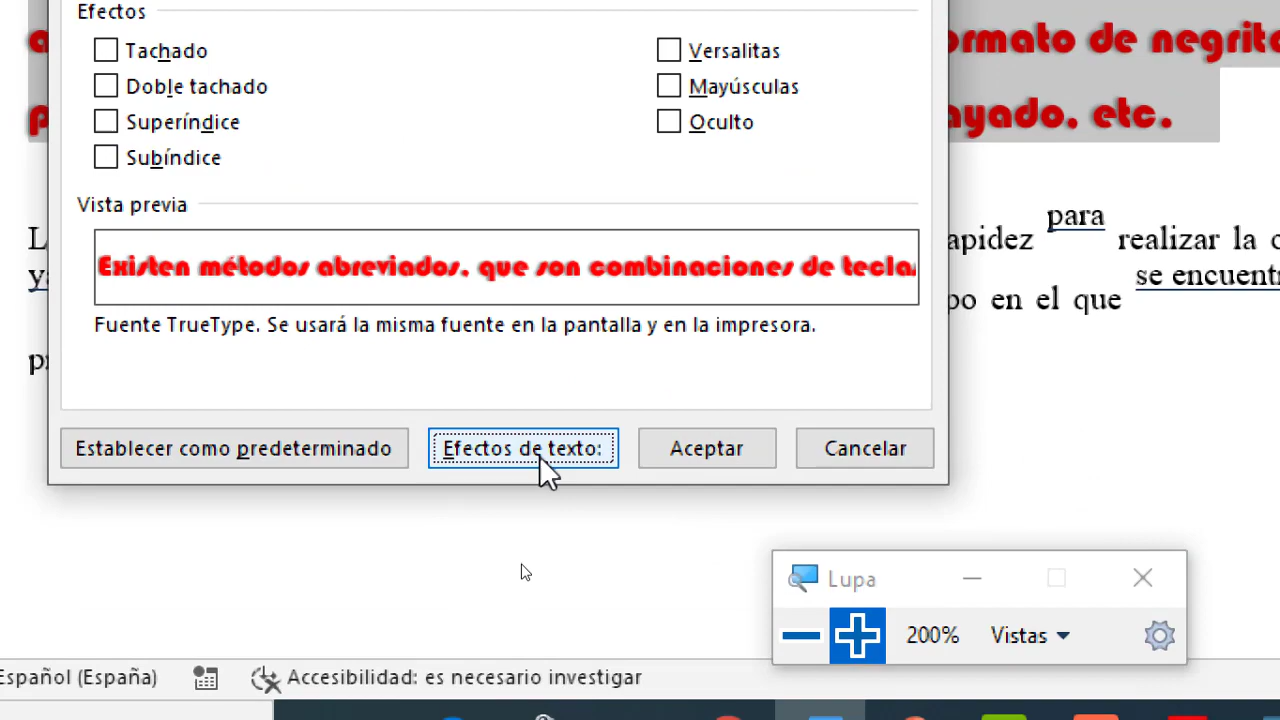 Efectos
Tachado
Versalitas
ormato de negrit
Doble tachado
Mayúsculas
Superíndice
Oculto
ayado, etc.
Subíndice
Vista previa
Existen métodos abreviados, que son combinaciones de tecla
apidez para realizar la
se encuent
po en el que
Fuente TrueType. Se usará la misma fuente en la pantalla y en la impresora.
Establecer como predeterminado
Efectos de texto:
Aceptar
Cancelar
Lupa
200%
Vistas
Español (España)
Accesibilidad: es necesario investigar